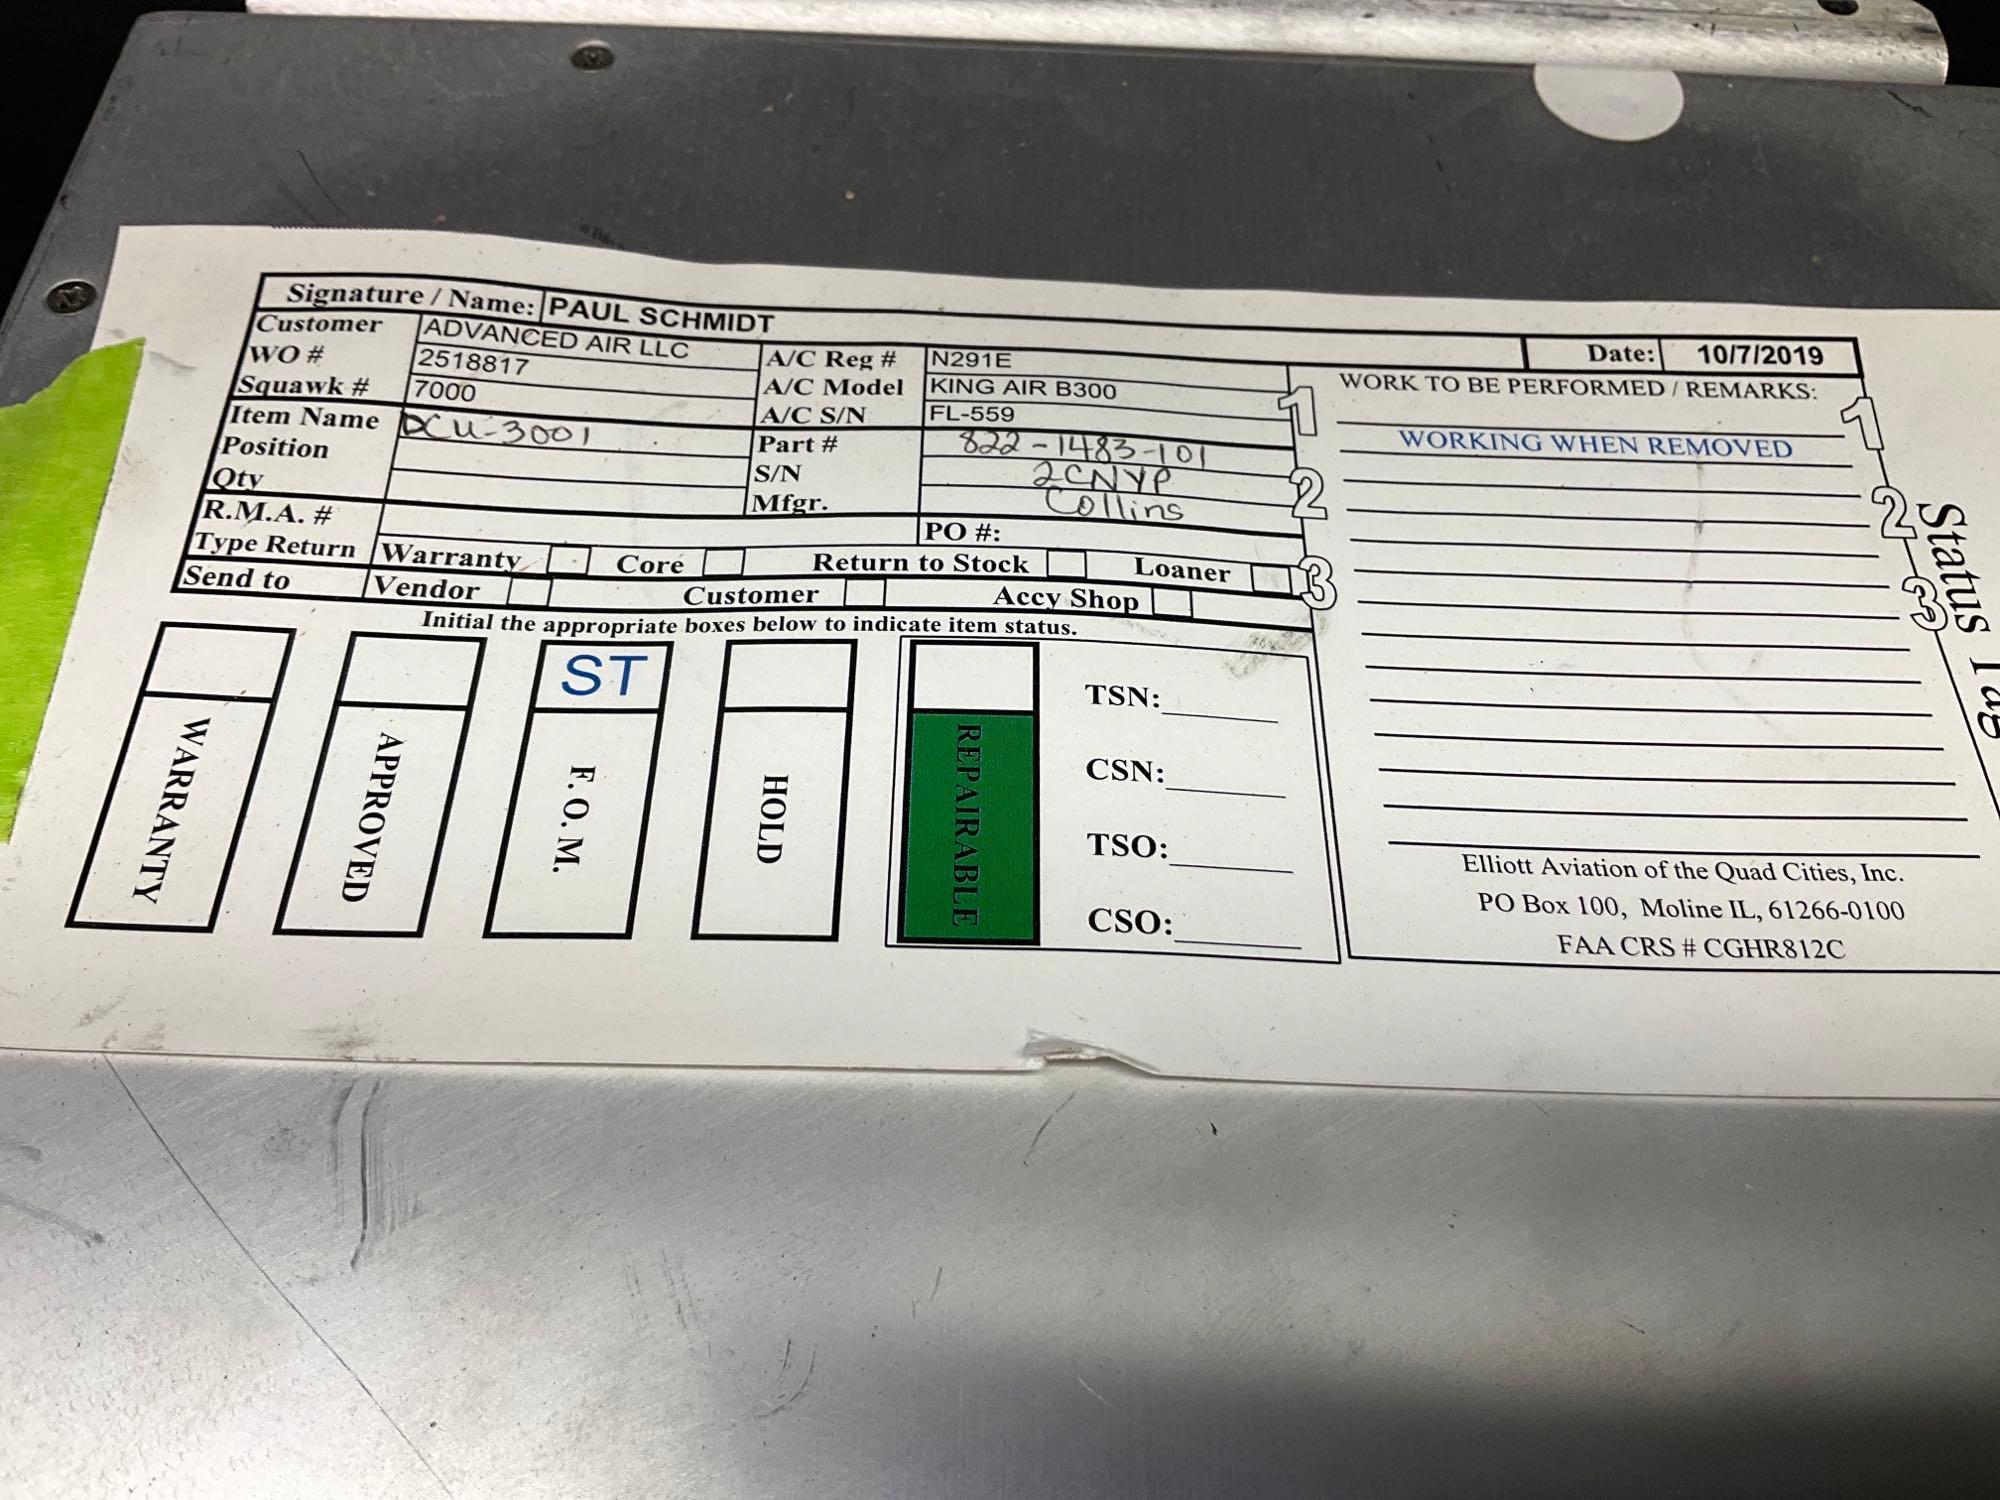 Signature / Name: PAUL SCHMIDT
Date: 10/7/2019
Customer ADVANCED AIR LLC A/C Reg # N291E
WO # 2518817 A/C Model KING AIR B300
Squawk # 7000 A/C S/N FL-559
Item Name DCU-3001 Part # 822-1483-101
Position S/N 2CNYP
Qty Mfgr. Collins
R.M.A. # PO #:
Type Return Warranty Core Return to Stock Loaner
Send to Vendor Customer Accy Shop
Initial the appropriate boxes below to indicate item status.
WARRANTY
APPROVED
ST
F. O. M.
HOLD
REPAIRABLE
TSN:
CSN:
TSO:
CSO:
1
2
3
WORK TO BE PERFORMED / REMARKS:
WORKING WHEN REMOVED
Elliott Aviation of the Quad Cities, Inc.
PO Box 100, Moline IL, 61266-0100
FAA CRS # CGHR812C
1
2
3
Status Tag